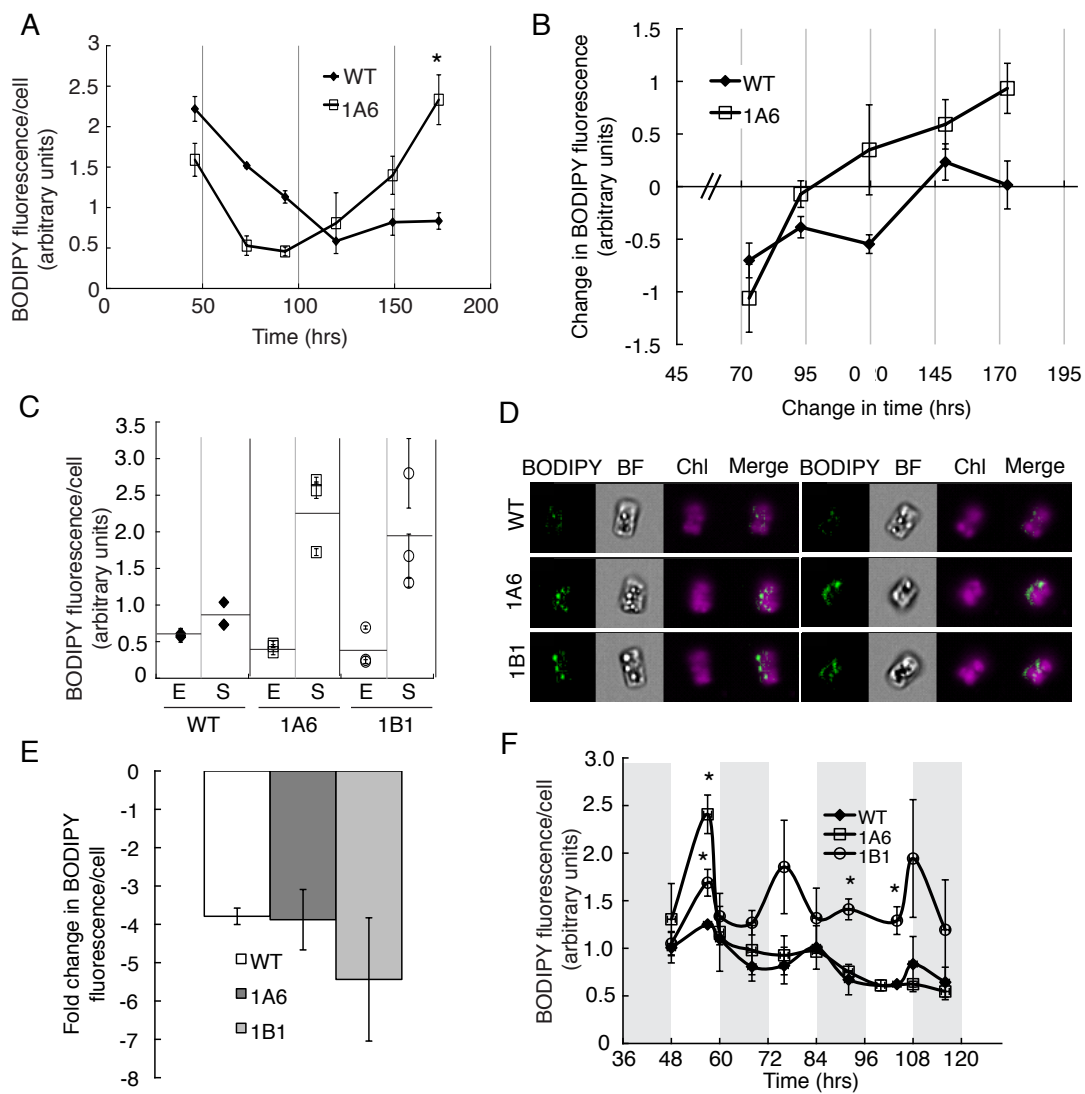 A
BODIPY fluorescence/cell
(arbitrary units)
3
2.5
2
1.5
1
0.5
0
WT
1A6
*
0 50 100 150 200
Time (hrs)
B
Change in BODIPY fluorescence
(arbitrary units)
1.5
1
0.5
0
-0.5
-1
-1.5
WT
1A6
45 70 95 0 20 145 170 195
Change in time (hrs)
C
BODIPY fluorescence/cell
(arbitrary units)
3.5
3.0
2.5
2.0
1.5
1.0
0.5
0
E S E S E S
WT 1A6 1B1
D
BODIPY BF Chl Merge BODIPY BF Chl Merge
WT
1A6
1B1
E
Fold change in BODIPY
fluorescence/cell
0
-1
-2
-3
-4
-5
-6
-7
-8
WT
1A6
1B1
F
BODIPY fluorescence/cell
(arbitrary units)
3.0
2.5
2.0
1.5
1.0
0.5
0
WT
1A6
1B1
* * * *
36 48 60 72 84 96 108 120
Time (hrs)